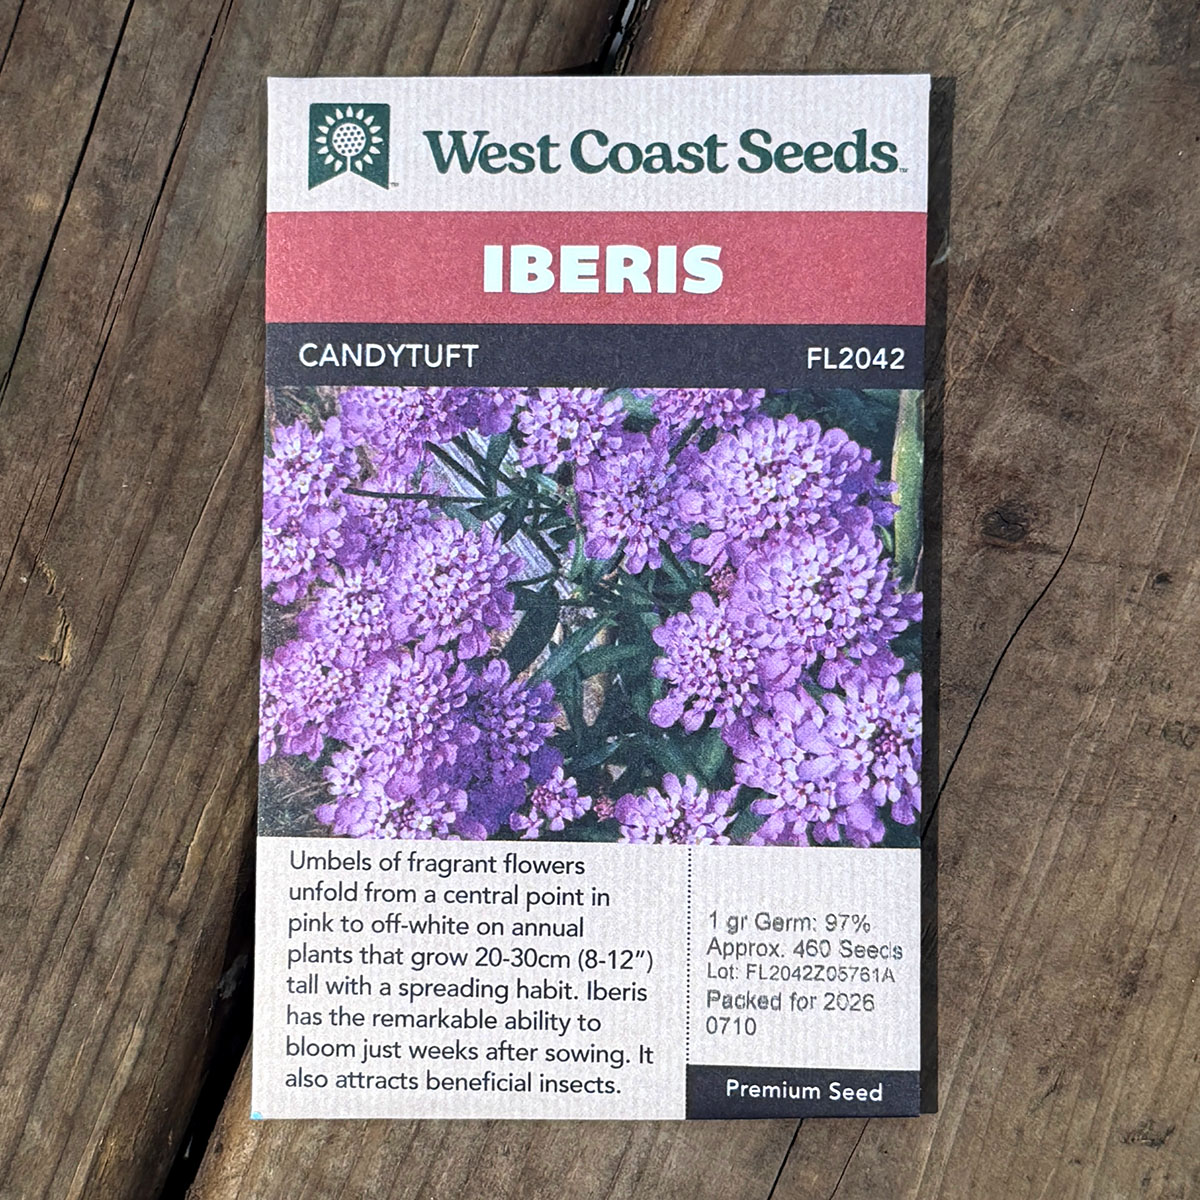 West Coast Seeds™
IBERIS
CANDYTUFT
FL2042
Umbels of fragrant flowers
unfold from a central point in
pink to off-white on annual
plants that grow 20-30cm (8-12″)
tall with a spreading habit. Iberis
has the remarkable ability to
bloom just weeks after sowing. It
also attracts beneficial insects.
1 gr Germ: 97%
Approx. 460 Seeds
Lot: FL2042Z05761A
Packed for 2026
0710
Premium Seed